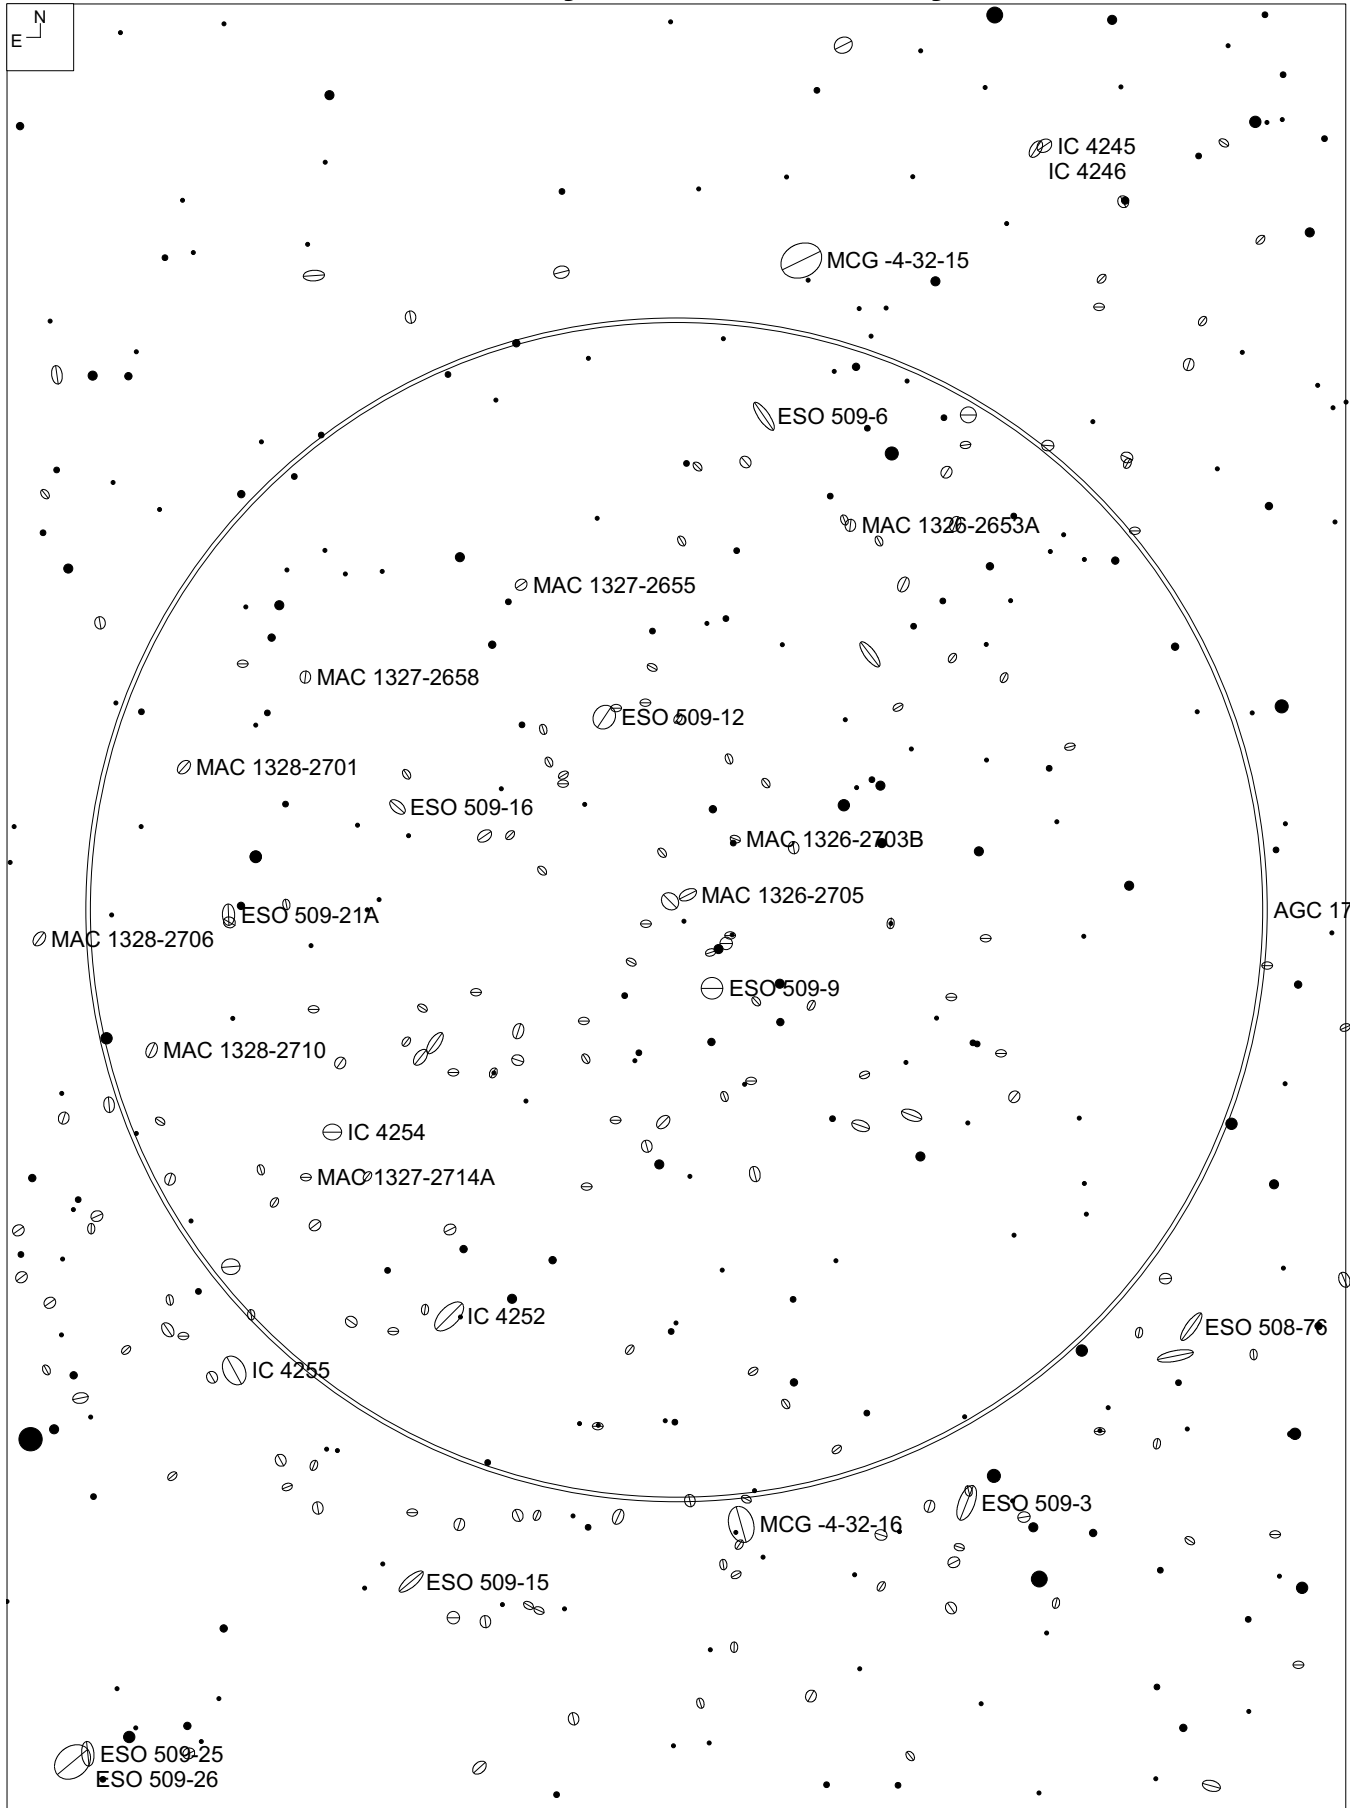 N
E
IC 4245
IC 4246
MCG -4-32-15
ESO 509-6
MAC 1326-2653A
MAC 1327-2655
MAC 1327-2658
ESO 509-12
MAC 1328-2701
ESO 509-16
MAC 1326-2703B
MAC 1326-2705
AGC 17
ESO 509-21A
MAC 1328-2706
ESO 509-9
MAC 1328-2710
IC 4254
MAC 1327-2714A
IC 4252
ESO 508-76
IC 4255
ESO 509-3
MCG -4-32-16
ESO 509-15
ESO 509-25
ESO 509-26